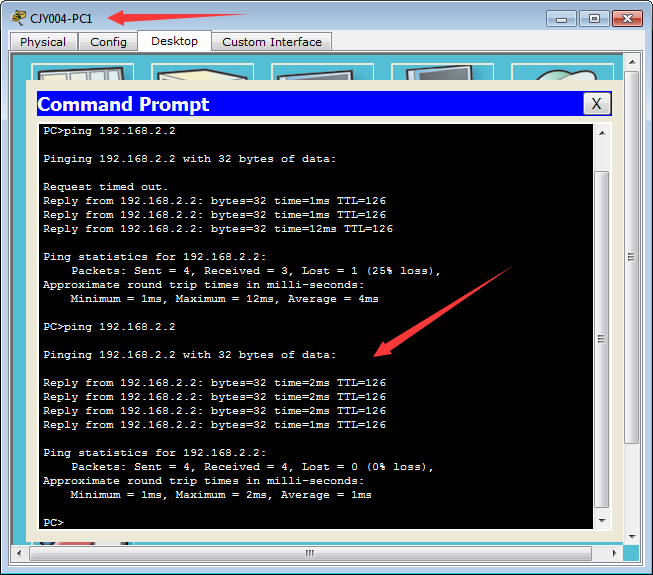 CJY004-PC1
Physical Config Desktop Custom Interface
Command Prompt X
PC>ping 192.168.2.2
Pinging 192.168.2.2 with 32 bytes of data:
Request timed out.
Reply from 192.168.2.2: bytes=32 time=1ms TTL=126
Reply from 192.168.2.2: bytes=32 time=1ms TTL=126
Reply from 192.168.2.2: bytes=32 time=12ms TTL=126
Ping statistics for 192.168.2.2:
Packets: Sent = 4, Received = 3, Lost = 1 (25% loss),
Approximate round trip times in milli-seconds:
Minimum = 1ms, Maximum = 12ms, Average = 4ms
PC>ping 192.168.2.2
Pinging 192.168.2.2 with 32 bytes of data:
Reply from 192.168.2.2: bytes=32 time=2ms TTL=126
Reply from 192.168.2.2: bytes=32 time=2ms TTL=126
Reply from 192.168.2.2: bytes=32 time=2ms TTL=126
Reply from 192.168.2.2: bytes=32 time=1ms TTL=126
Ping statistics for 192.168.2.2:
Packets: Sent = 4, Received = 4, Lost = 0 (0% loss),
Approximate round trip times in milli-seconds:
Minimum = 1ms, Maximum = 2ms, Average = 1ms
PC>